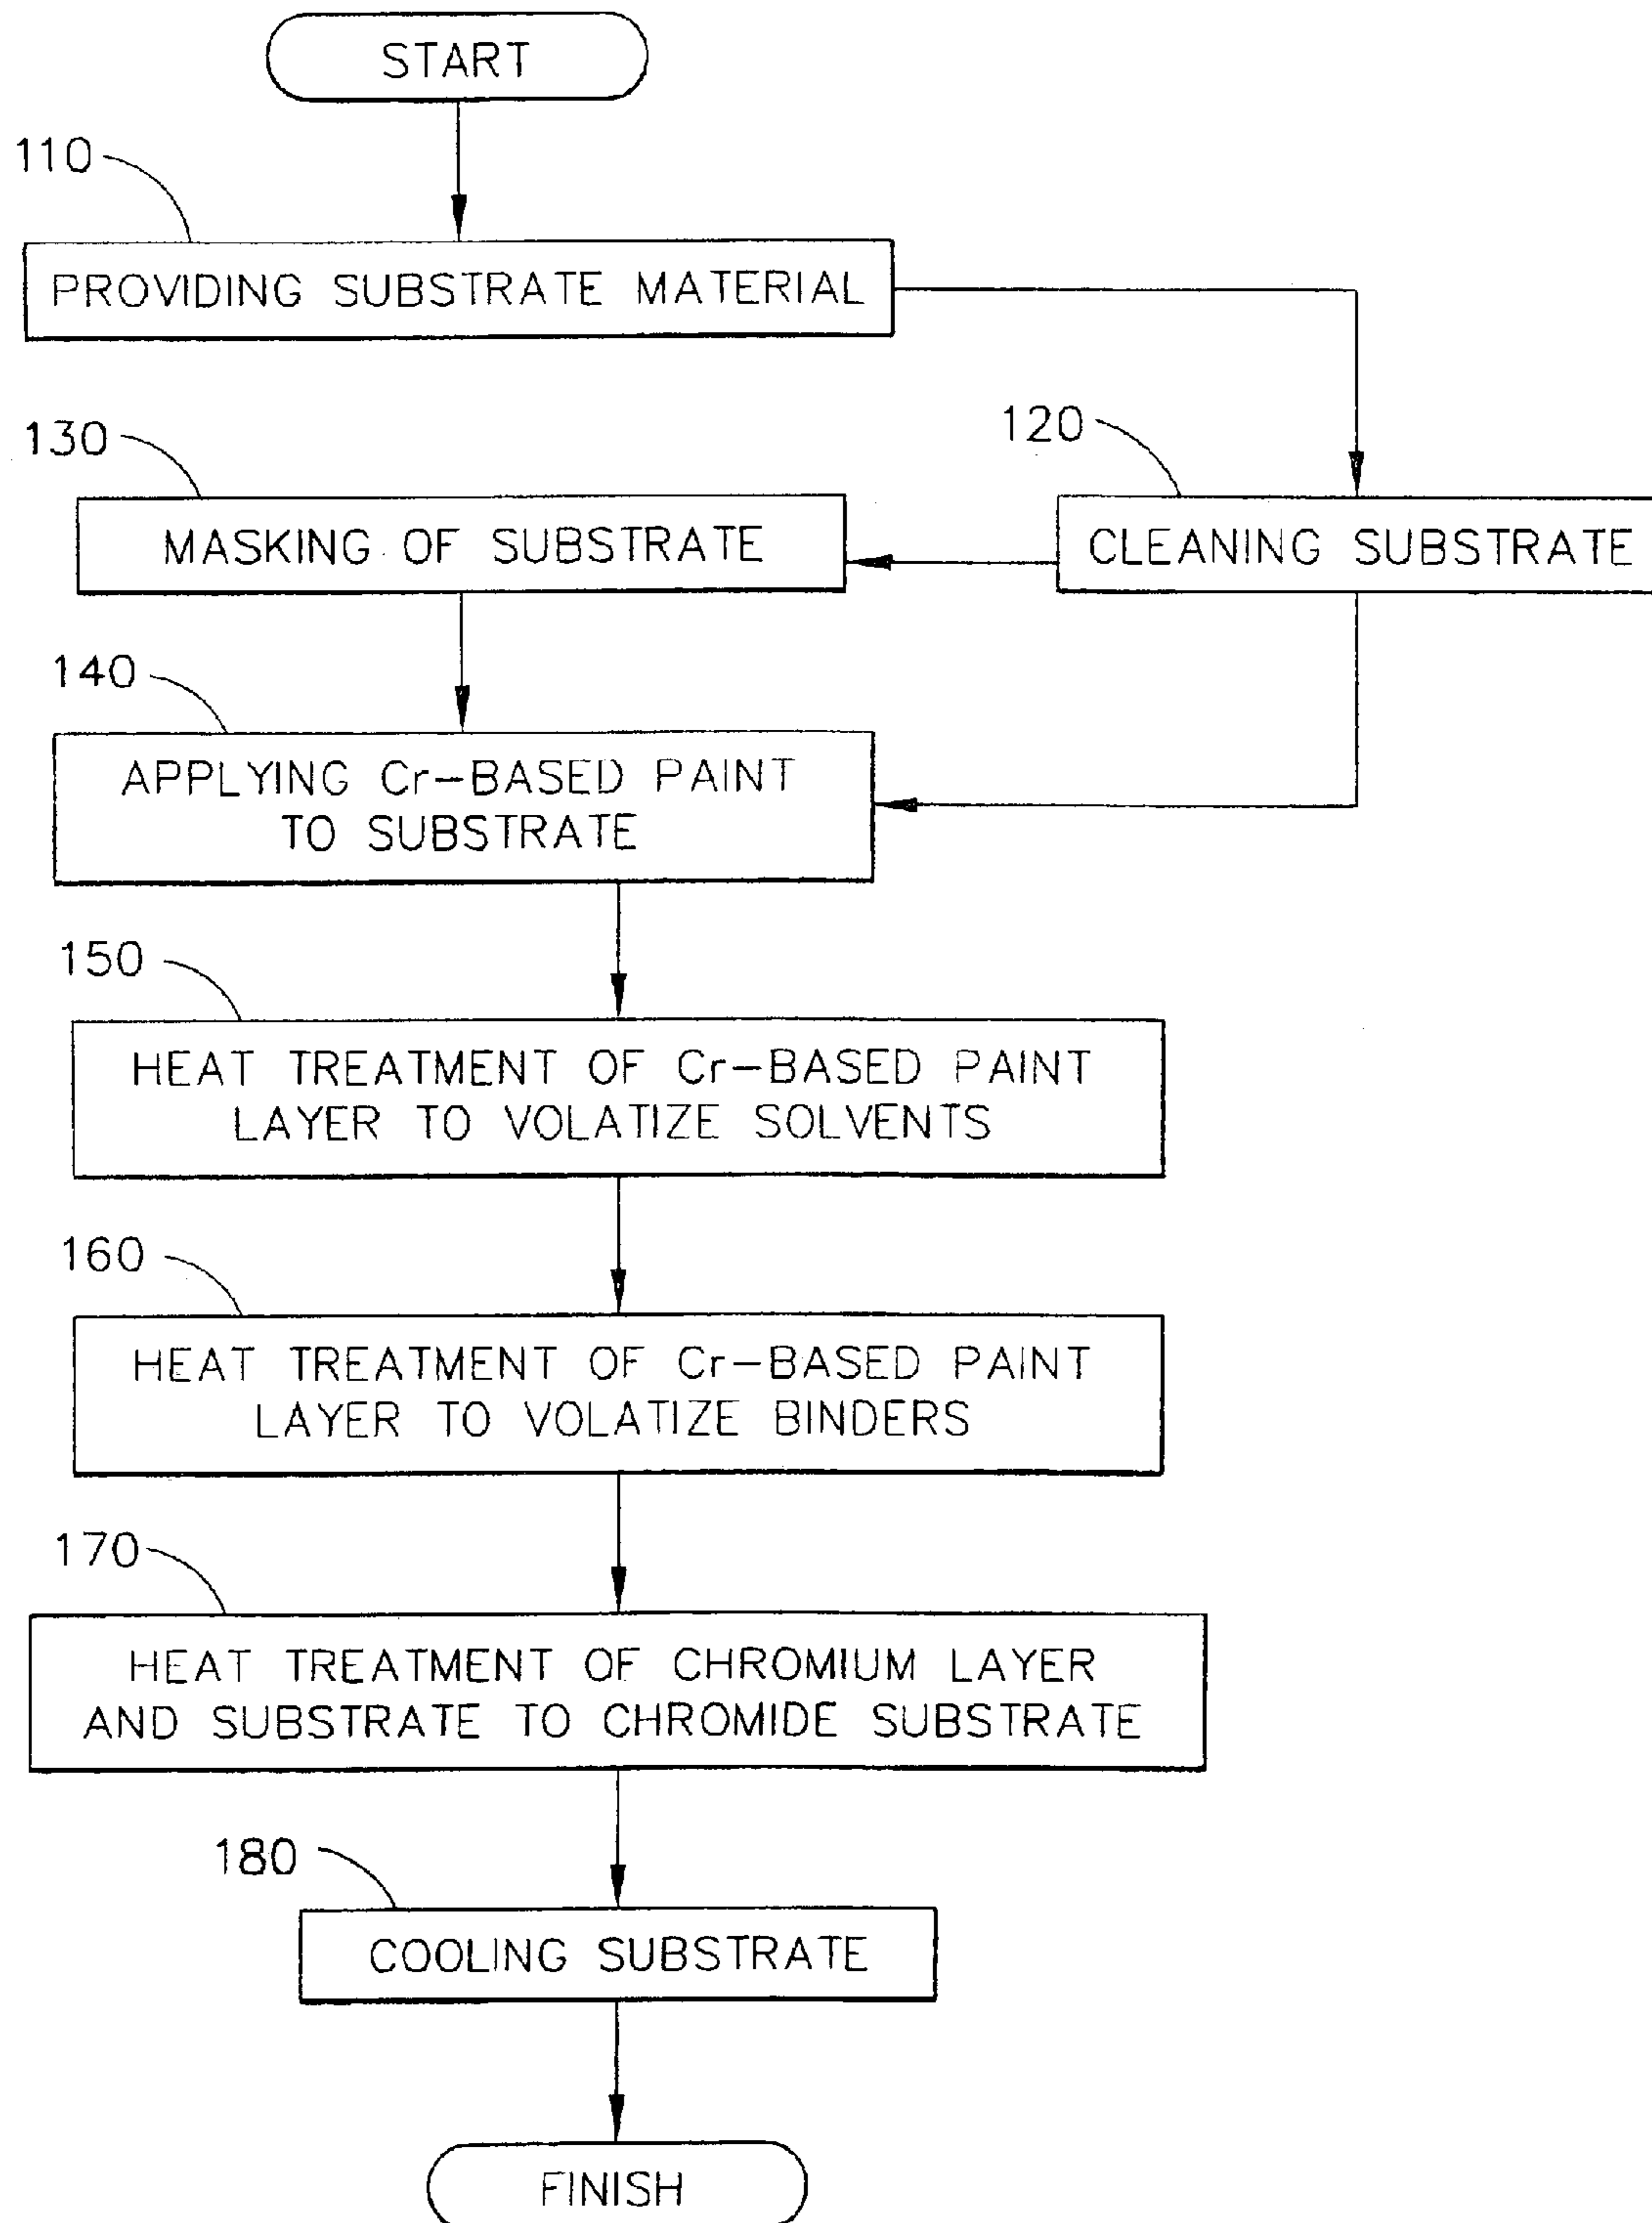 START
110
PROVIDING SUBSTRATE MATERIAL
130
120
MASKING OF SUBSTRATE
CLEANING SUBSTRATE
140
APPLYING Cr-BASED PAINT
TO SUBSTRATE
150
HEAT TREATMENT OF Cr-BASED PAINT
LAYER TO VOLATIZE SOLVENTS
160
HEAT TREATMENT OF Cr-BASED PAINT
LAYER TO VOLATIZE BINDERS
170
HEAT TREATMENT OF CHROMIUM LAYER
AND SUBSTRATE TO CHROMIDE SUBSTRATE
180
COOLING SUBSTRATE
FINISH